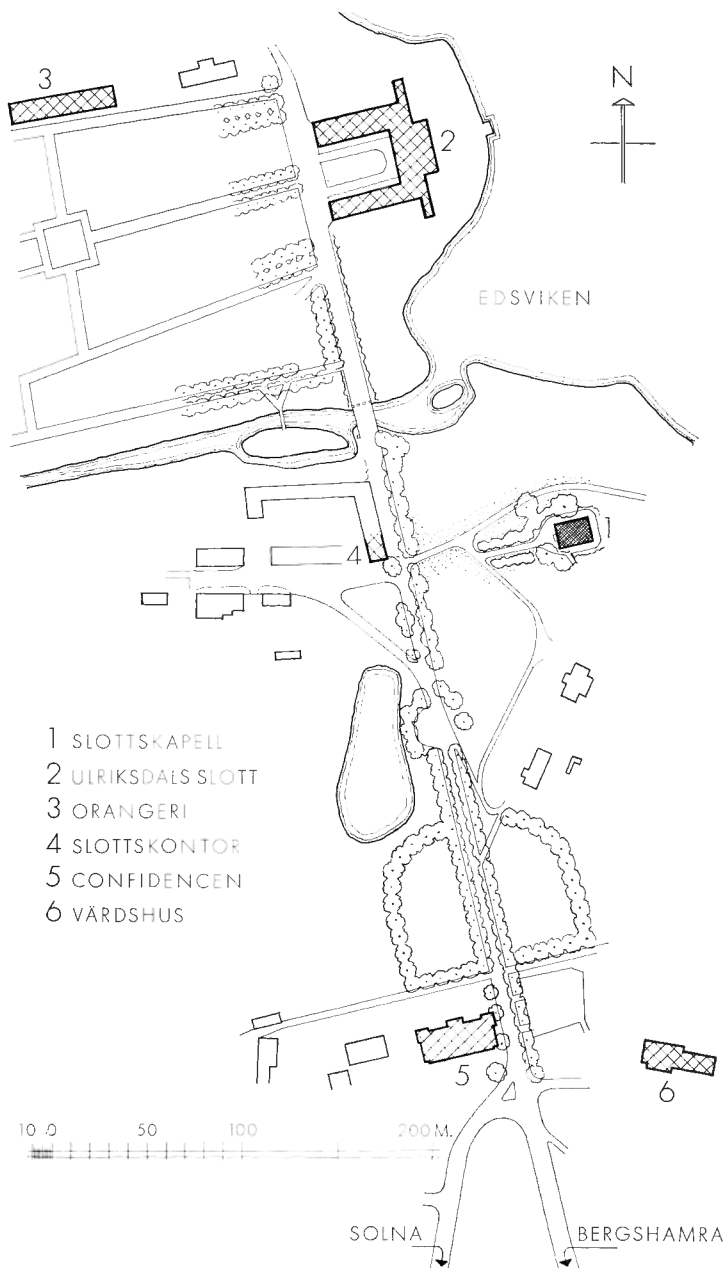 3
N
2
EDSVIKEN
1
4
1 SLOTTSKAPELL
2 ULRIKSDALS SLOTT
3 ORANGERI
4 SLOTTSKONTOR
5 CONFIDENCEN
6 VÄRDSHUS
5
6
10 0 50 100 200 M.
SOLNA BERGSHAMRA